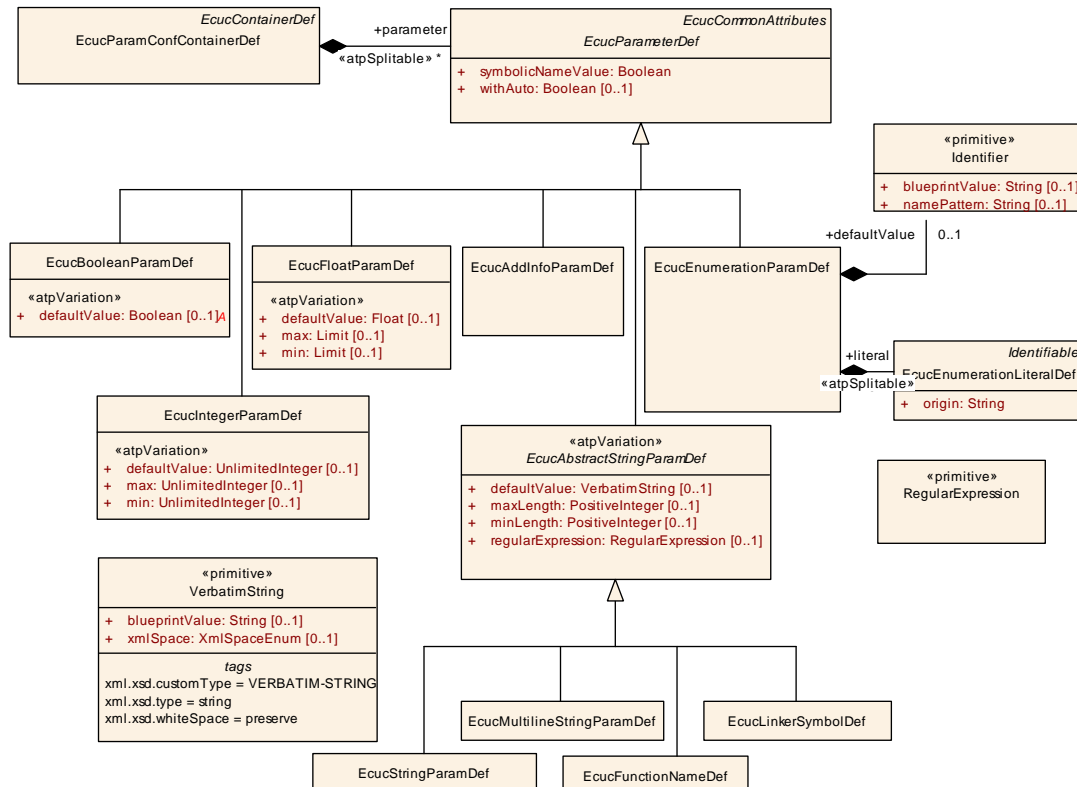 EcucContainerDef
EcucParamConfContainerDef
+parameter
«atpSplitable» *
EcucCommonAttributes
EcucParameterDef
+ symbolicNameValue: Boolean
+ withAuto: Boolean [0..1]
«primitive»
Identifier
+ blueprintValue: String [0..1]
+ namePattern: String [0..1]
+defaultValue 0..1
EcucBooleanParamDef
«atpVariation»
+ defaultValue: Boolean [0..1]A
EcucFloatParamDef
«atpVariation»
+ defaultValue: Float [0..1]
+ max: Limit [0..1]
+ min: Limit [0..1]
EcucAddInfoParamDef
EcucEnumerationParamDef
+literal
«atpSplitable»
Identifiable
EcucEnumerationLiteralDef
+ origin: String
EcucIntegerParamDef
«atpVariation»
+ defaultValue: UnlimitedInteger [0..1]
+ max: UnlimitedInteger [0..1]
+ min: UnlimitedInteger [0..1]
«atpVariation»
EcucAbstractStringParamDef
+ defaultValue: VerbatimString [0..1]
+ maxLength: PositiveInteger [0..1]
+ minLength: PositiveInteger [0..1]
+ regularExpression: RegularExpression [0..1]
«primitive»
RegularExpression
«primitive»
VerbatimString
+ blueprintValue: String [0..1]
+ xmlSpace: XmlSpaceEnum [0..1]
tags
xml.xsd.customType = VERBATIM-STRING
xml.xsd.type = string
xml.xsd.whiteSpace = preserve
EcucMultilineStringParamDef
EcucLinkerSymbolDef
EcucStringParamDef
EcucFunctionNameDef